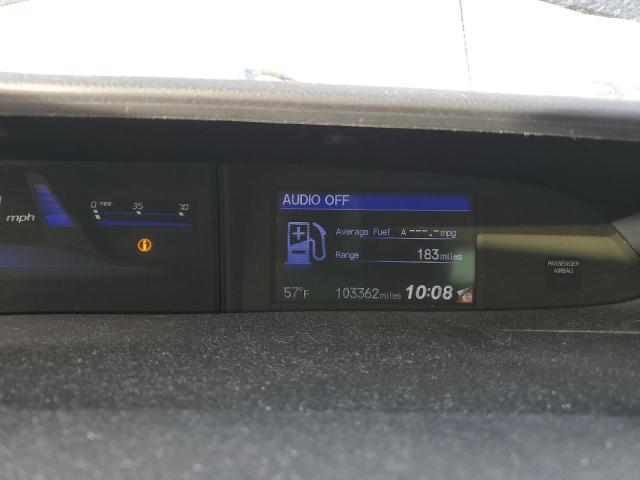 AUDIO OFF
0 mpg 35 70
mph
Average Fuel A ---.- mpg
Range 183 miles
57°F 103362 miles 10:08
PASSENGER
AIRBAG